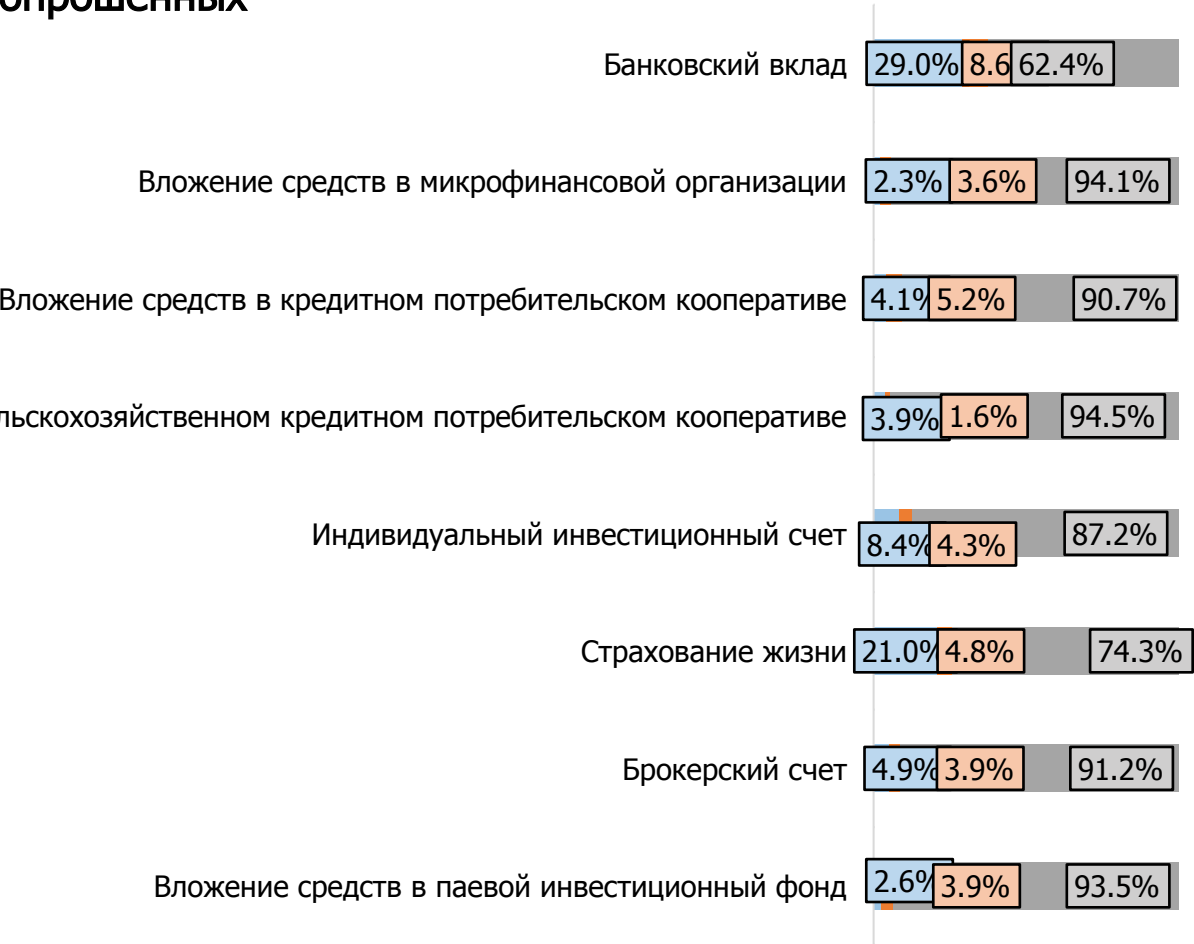 опрошенных
Банковский вклад 29.0% 8.6 62.4%
Вложение средств в микрофинансовой организации 2.3% 3.6% 94.1%
Вложение средств в кредитном потребительском кооперативе 4.1% 5.2% 90.7%
льскохозяйственном кредитном потребительском кооперативе 3.9% 1.6% 94.5%
Индивидуальный инвестиционный счет 8.4% 4.3% 87.2%
Страхование жизни 21.0% 4.8% 74.3%
Брокерский счет 4.9% 3.9% 91.2%
Вложение средств в паевой инвестиционный фонд 2.6% 3.9% 93.5%